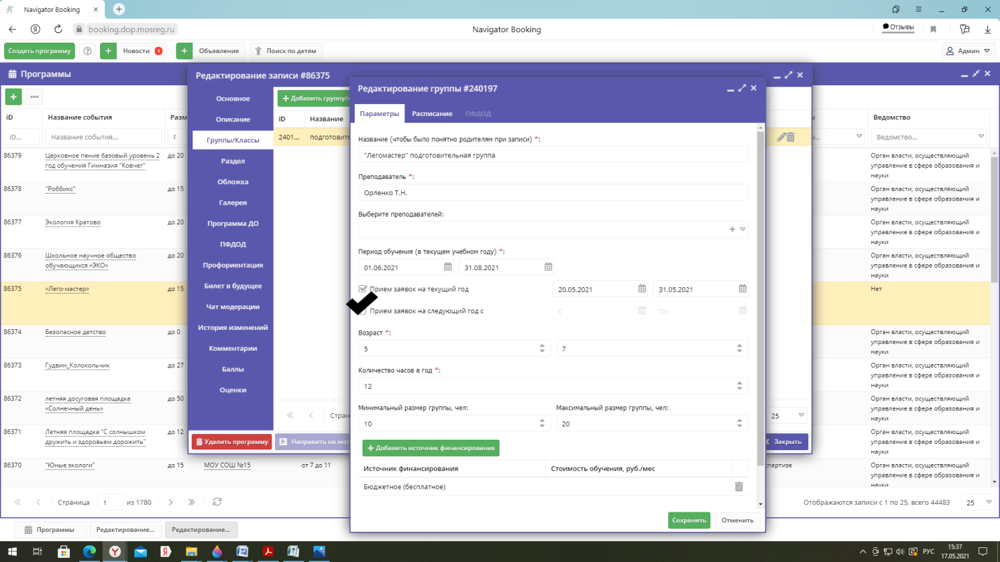 Navigator Booking
booking.dop.mosreg.ru
Navigator Booking
Отзывы
Создать программу
Новости 1
Объявления
Поиск по детям
Админ
Программы
iD
Название события
Разм
Ведомство
ID...
Название события...
Ведомство...
86379
Церковное пение базовый уровень 2
год обучения Гимназия "Ковчег"
до 20
Орган власти, осуществляющий
управление в сфере образования и
науки
86378
"Роббикс"
до 15
Орган власти, осуществляющий
управление в сфере образования и
науки
86377
Экология Кратово
до 20
Орган власти, осуществляющий
управление в сфере образования и
науки
86376
Школьное научное общество
обучающихся «ЭКО»
до 20
Орган власти, осуществляющий
управление в сфере образования и
науки
86375
«Лего-мастер»
до 15
Нет
86374
Безопасное детство
до 0
Орган власти, осуществляющий
управление в сфере образования и
науки
86373
Гудвин_Колокольчик
до 27
Орган власти, осуществляющий
управление в сфере образования и
науки
86372
летняя досуговая площадка
«Солнечный день»
до 50
Орган власти, осуществляющий
управление в сфере образования и
науки
86371
Летняя площадка "С солнышком
дружить и здоровьем дорожить"
до 12
Орган власти, осуществляющий
управление в сфере образования и
науки
86370
"Юные экологи"
до 15
МОУ СОШ №15
от 7 до 11
спертизе
Орган власти, осуществляющий
управление в сфере образования и
науки
Страница 1 из 1780
Отображаются записи с 1 по 25, всего 44483
25
Редактирование записи #86375
Основное
Описание
Группы/Классы
Раздел
Обложка
Галерея
Программа ДО
ПФДОД
Профориентация
Билет в будущее
Чат модерации
История изменений
Комментарии
Баллы
Оценки
Добавить группу/к
iD
Название
2401...
подготовите
Стран
25
Удалить программу
Направить на экс
Закрыть
Редактирование группы #240197
Параметры
Расписание
ПФДОД
Название (чтобы было понятно родителям при записи) *:
"Легомастер" подготовительная группа
Преподаватель *:
Орленко Т.Н.
Выберите преподавателей:
Период обучения (в текущем учебном году) *:
01.06.2021
31.08.2021
Прием заявок на текущий год
20.05.2021
31.05.2021
Прием заявок на следующий год с
С
По
Возраст *:
5
7
Количество часов в год *:
12
Минимальный размер группы, чел:
Максимальный размер группы, чел:
10
20
Добавить источник финансирования
Источник финансирования
Стоимость обучения, руб./мес
Бюджетное (бесплатное)
Сохранить
Отменить
Программы
Редактирование...
Редактирование...
РУС
15:37
17.05.2021